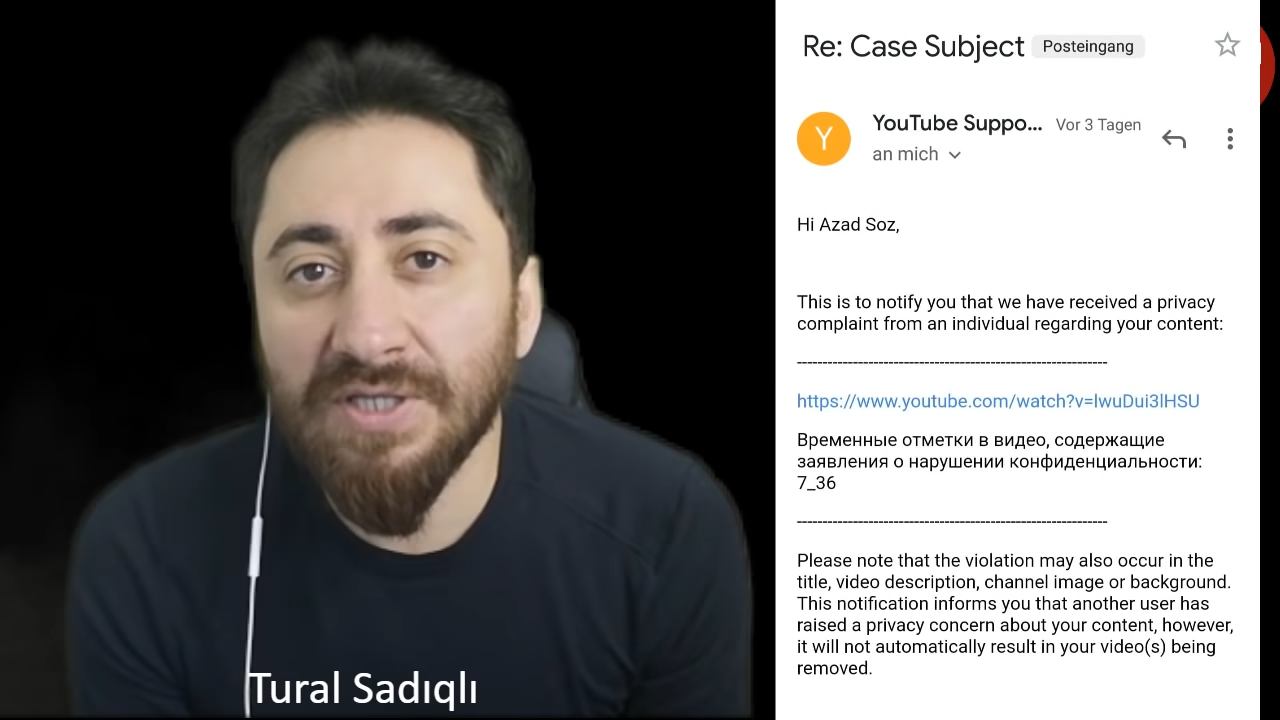 Re: Case Subject Posteingang
Y
YouTube Suppo... Vor 3 Tagen
an mich
Hi Azad Soz,
This is to notify you that we have received a privacy
complaint from an individual regarding your content:
-------------------------------------------------------------
https://www.youtube.com/watch?v=lwuDui3lHSU
Временные отметки в видео, содержащие
заявления о нарушении конфиденциальности:
7_36
-------------------------------------------------------------
Please note that the violation may also occur in the
title, video description, channel image or background.
This notification informs you that another user has
raised a privacy concern about your content, however,
it will not automatically result in your video(s) being
removed.
Tural Sadıqlı